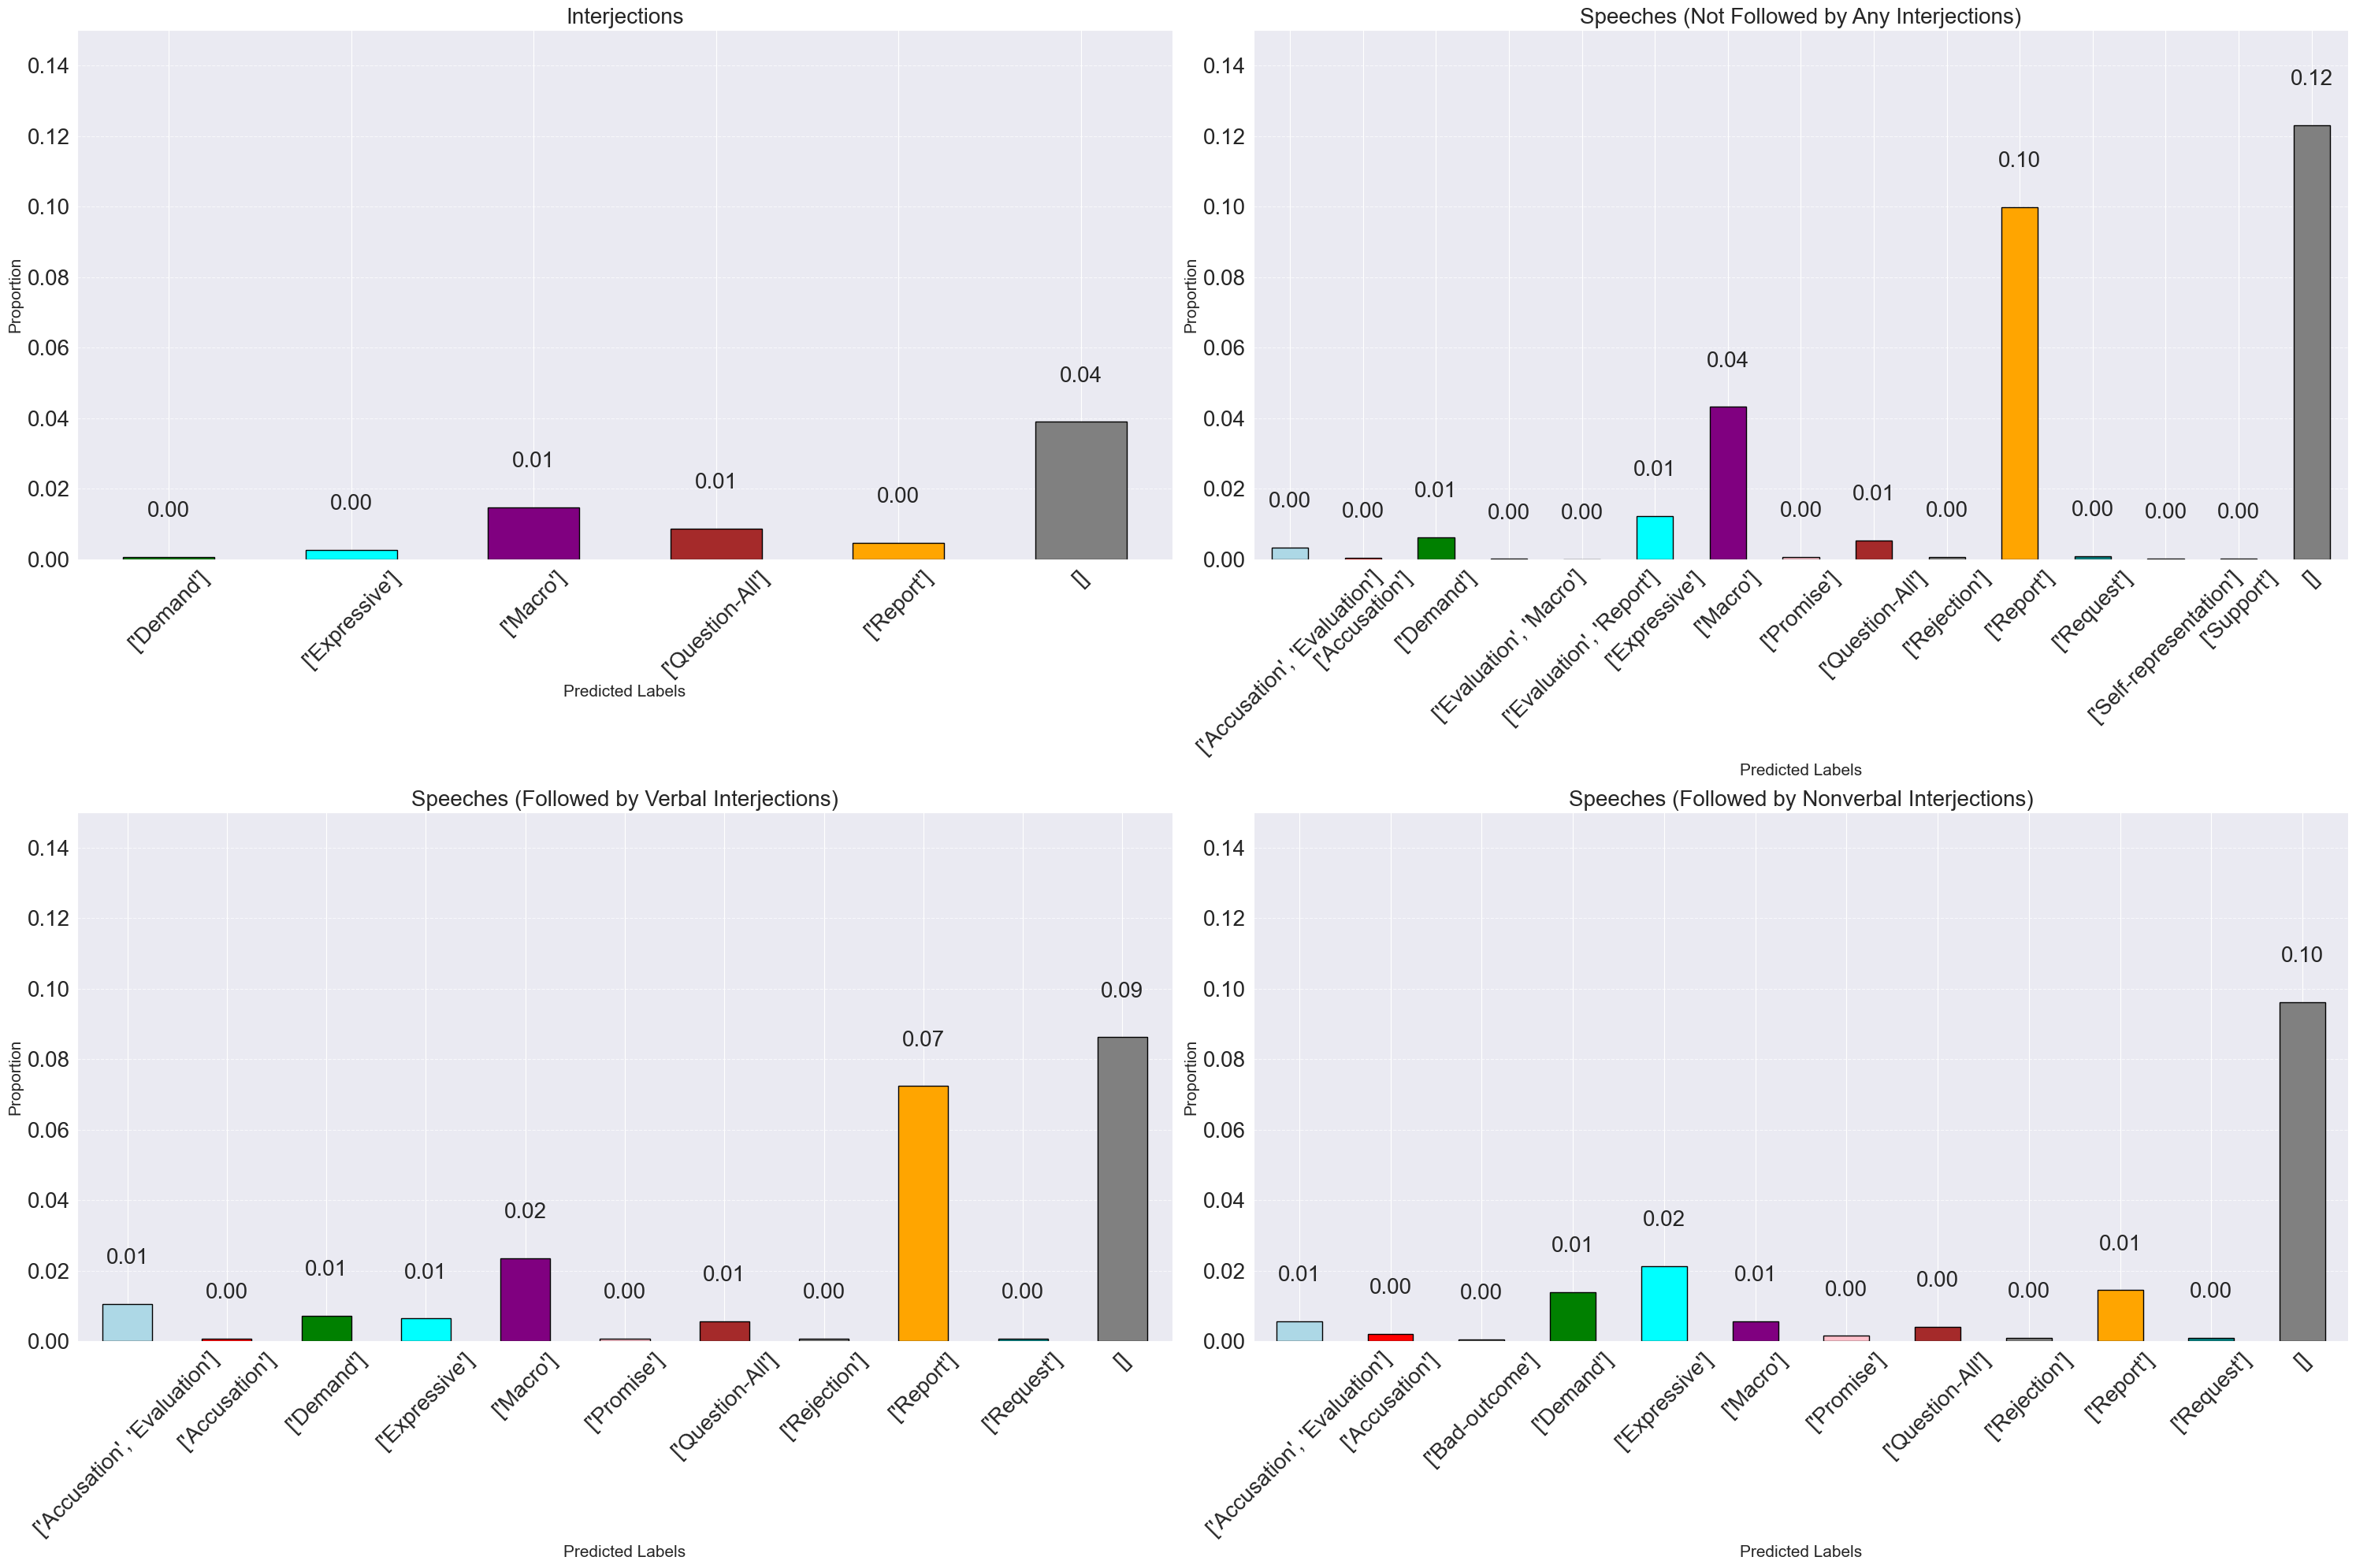 Interjections
0.14
0.12
0.10
0.08
0.06
0.04
0.02
0.00
Proportion
0.00
0.00
0.01
0.01
0.00
0.04
['Demand']
['Expressive']
['Macro']
['Question-All']
['Report']
[]
Predicted Labels
Speeches (Not Followed by Any Interjections)
0.14
0.12
0.10
0.08
0.06
0.04
0.02
0.00
Proportion
0.00
0.00
0.01
0.00
0.00
0.01
0.04
0.00
0.01
0.00
0.10
0.00
0.00
0.00
0.12
['Accusation', 'Evaluation']
['Accusation']
['Demand']
['Evaluation', 'Macro']
['Evaluation', 'Report']
['Expressive']
['Macro']
['Promise']
['Question-All']
['Rejection']
['Report']
['Request']
['Self-representation']
['Support']
[]
Predicted Labels
Speeches (Followed by Verbal Interjections)
0.14
0.12
0.10
0.08
0.06
0.04
0.02
0.00
Proportion
0.01
0.00
0.01
0.01
0.02
0.00
0.01
0.00
0.07
0.00
0.09
['Accusation', 'Evaluation']
['Accusation']
['Demand']
['Expressive']
['Macro']
['Promise']
['Question-All']
['Rejection']
['Report']
['Request']
[]
Predicted Labels
Speeches (Followed by Nonverbal Interjections)
0.14
0.12
0.10
0.08
0.06
0.04
0.02
0.00
Proportion
0.01
0.00
0.00
0.01
0.02
0.01
0.00
0.00
0.00
0.01
0.00
0.10
['Accusation', 'Evaluation']
['Accusation']
['Bad-outcome']
['Demand']
['Expressive']
['Macro']
['Promise']
['Question-All']
['Rejection']
['Report']
['Request']
[]
Predicted Labels